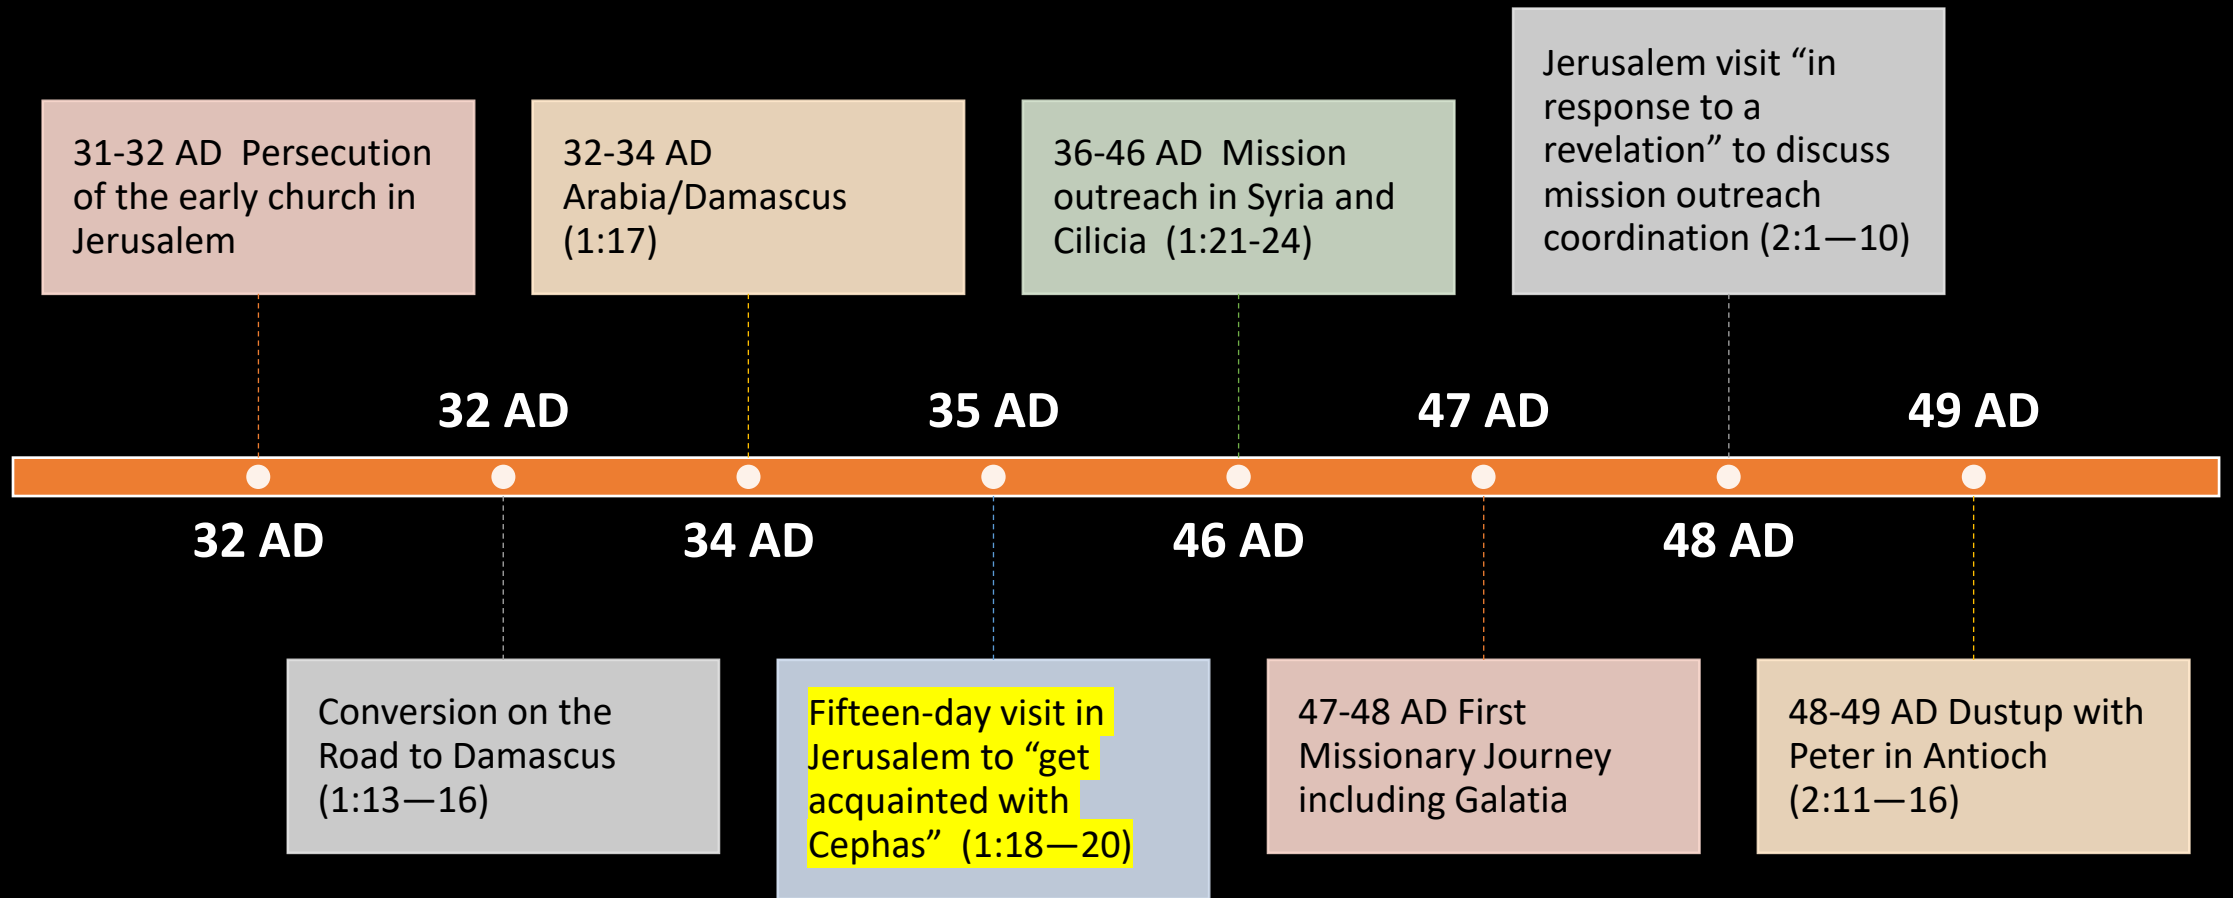 31-32 AD  Persecution
of the early church in
Jerusalem
32-34 AD
Arabia/Damascus
(1:17)
36-46 AD  Mission
outreach in Syria and
Cilicia  (1:21-24)
Jerusalem visit “in
response to a
revelation” to discuss
mission outreach
coordination (2:1—10)
32 AD
35 AD
47 AD
49 AD
32 AD
34 AD
46 AD
48 AD
Conversion on the
Road to Damascus
(1:13—16)
Fifteen-day visit in
Jerusalem to “get
acquainted with
Cephas”  (1:18—20)
47-48 AD First
Missionary Journey
including Galatia
48-49 AD Dustup with
Peter in Antioch
(2:11—16)